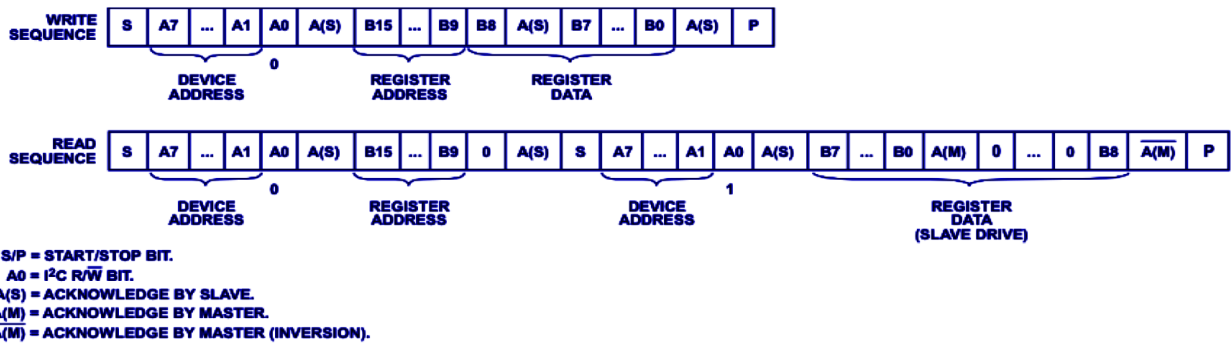 WRITE
SEQUENCE
S A7 ... A1 A0 A(S) B15 ... B9 B8 A(S) B7 ... B0 A(S) P
0
DEVICE
ADDRESS
REGISTER
ADDRESS
REGISTER
DATA
READ
SEQUENCE
S A7 ... A1 A0 A(S) B15 ... B9 0 A(S) S A7 ... A1 A0 A(S) B7 ... B0 A(M) 0 ... 0 B8 A̅(̅M̅)̅ P
0
1
DEVICE
ADDRESS
REGISTER
ADDRESS
DEVICE
ADDRESS
REGISTER
DATA
(SLAVE DRIVE)
S/P = START/STOP BIT.
A0 = I²C R/W̅ BIT.
A(S) = ACKNOWLEDGE BY SLAVE.
A(M) = ACKNOWLEDGE BY MASTER.
A̅(̅M̅)̅ = ACKNOWLEDGE BY MASTER (INVERSION).